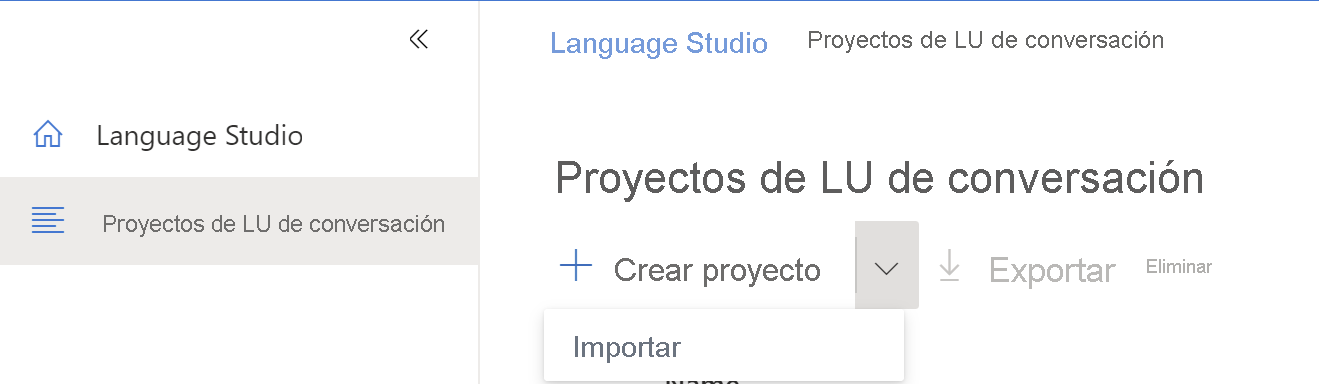 Language Studio
Proyectos de LU de conversación
Language Studio Proyectos de LU de conversación
Proyectos de LU de conversación
Crear proyecto Exportar Eliminar
Importar